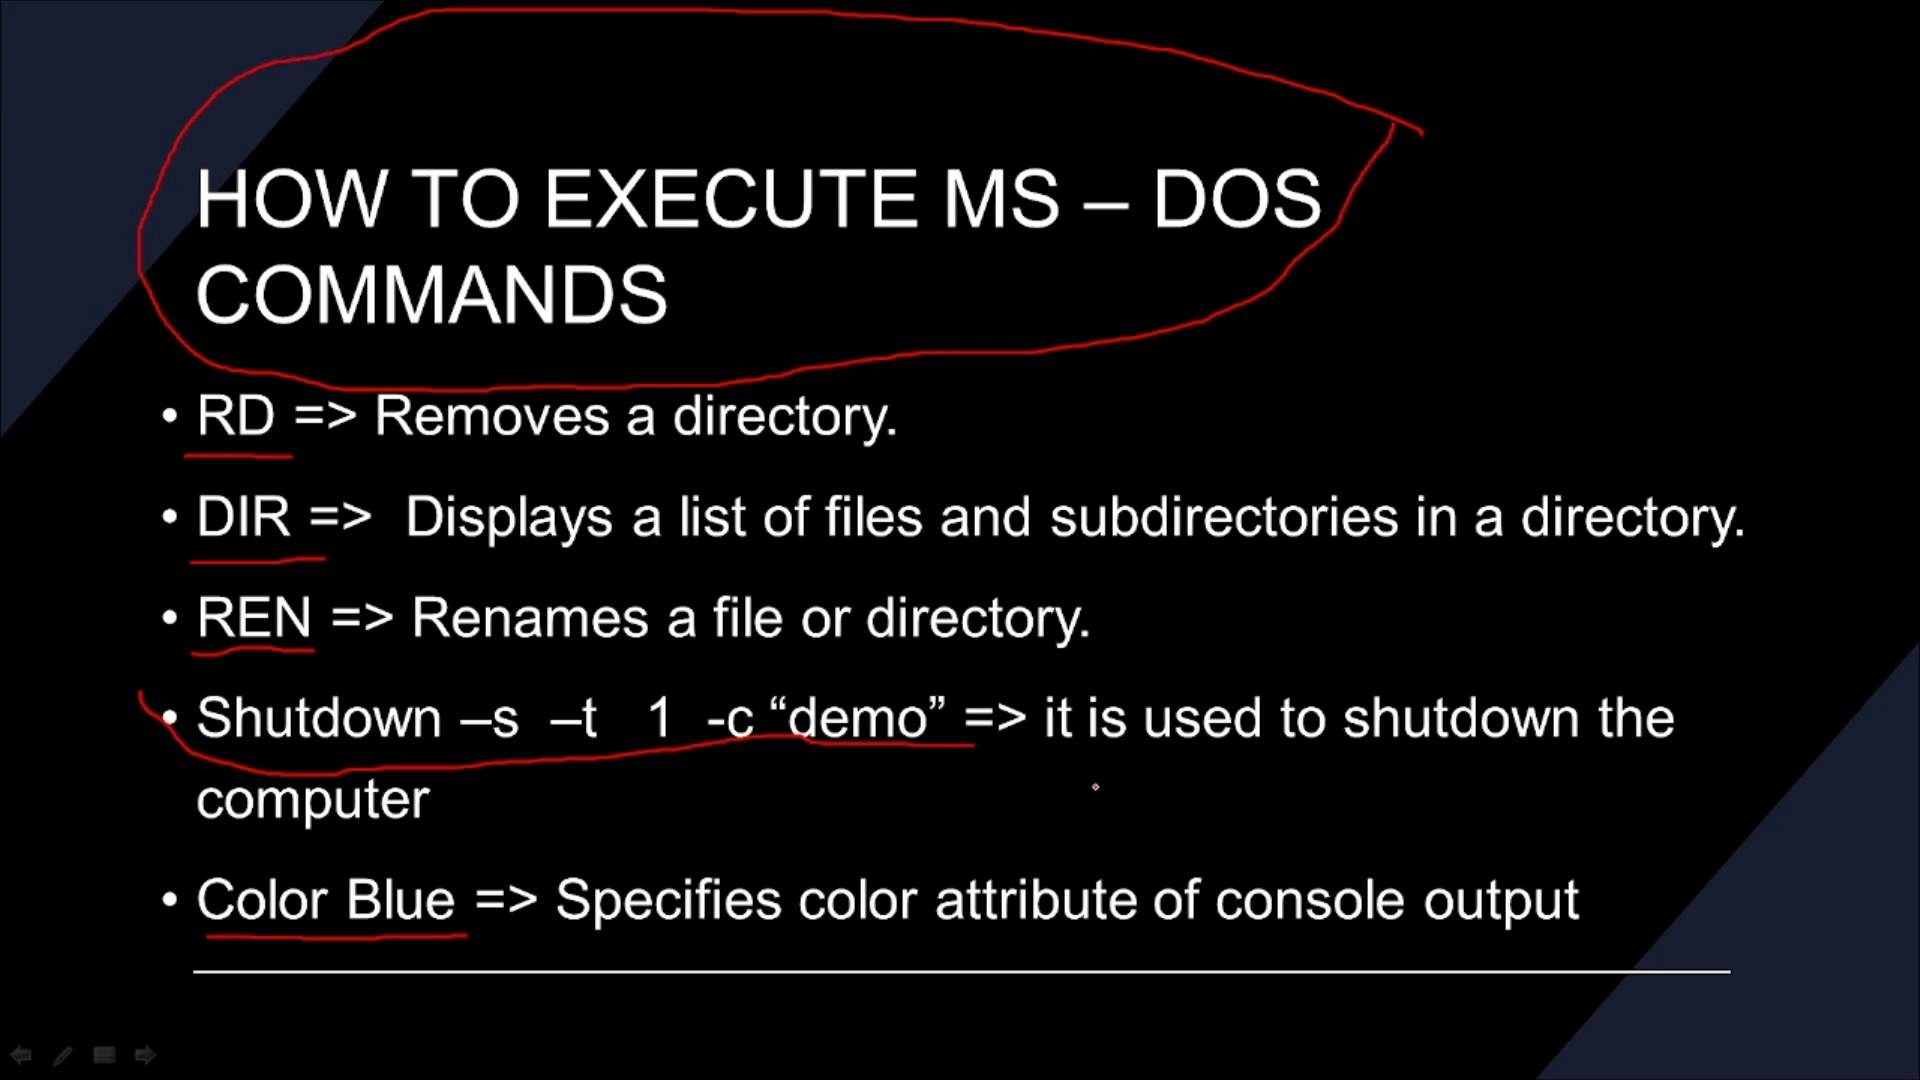 HOW TO EXECUTE MS – DOS
COMMANDS
• RD => Removes a directory.
• DIR =>  Displays a list of files and subdirectories in a directory.
• REN => Renames a file or directory.
• Shutdown –s  –t   1  -c “demo” => it is used to shutdown the
computer
• Color Blue => Specifies color attribute of console output